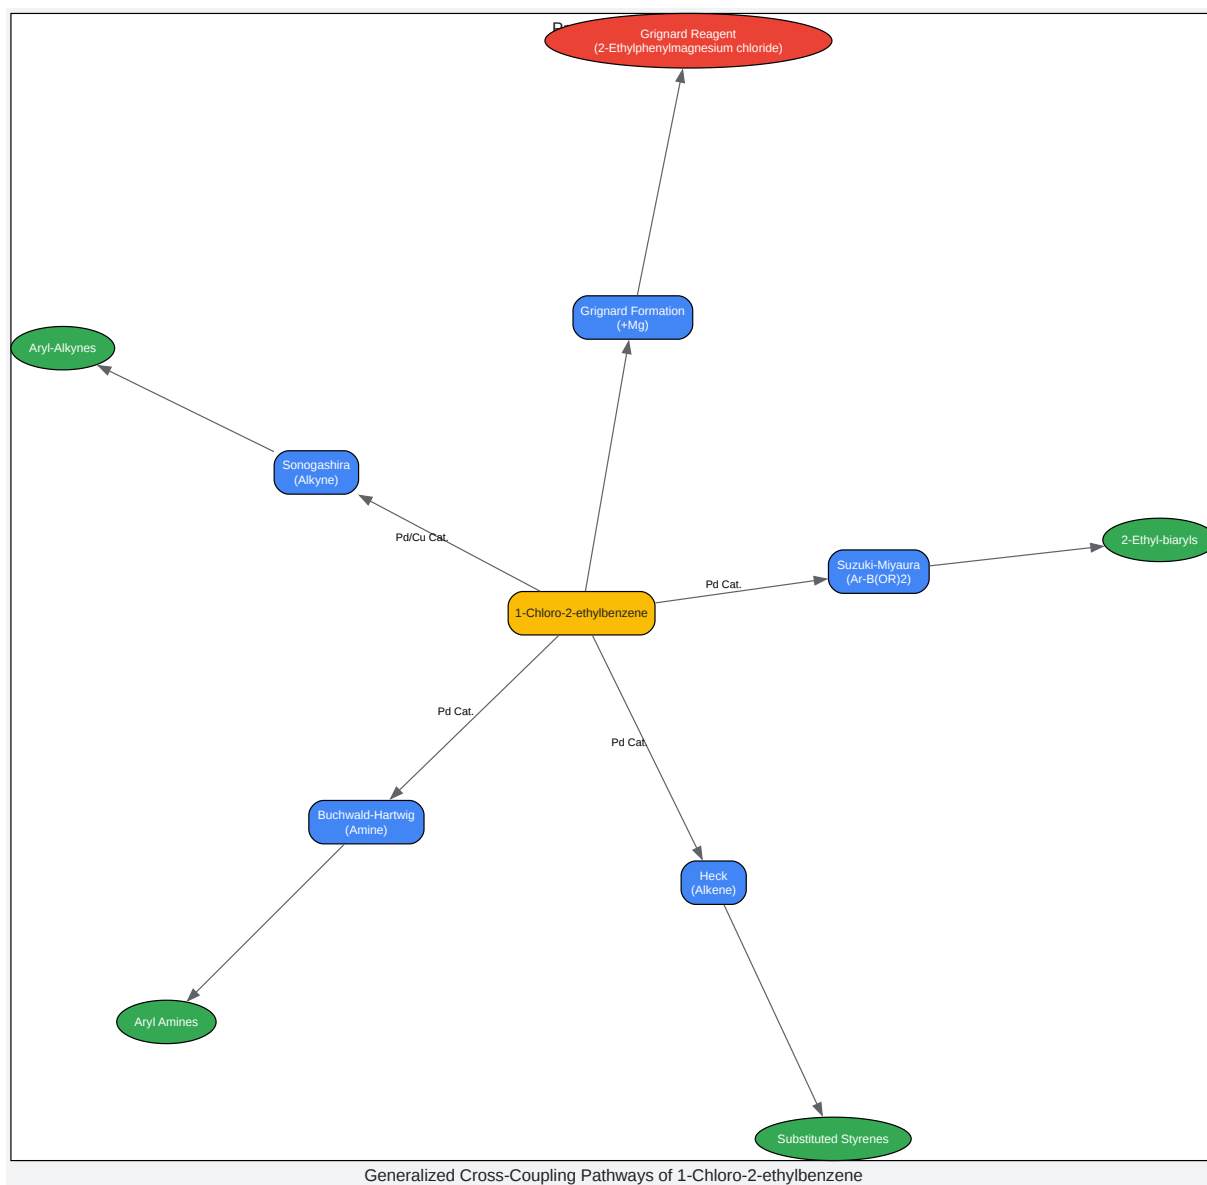 Grignard Reagent
(2-Ethylphenylmagnesium chloride)
Grignard Formation
(+Mg)
Aryl-Alkynes
Sonogashira
(Alkyne)
Pd/Cu Cat.
2-Ethyl-biaryls
Suzuki-Miyaura
(Ar-B(OR)2)
Pd Cat.
1-Chloro-2-ethylbenzene
Pd Cat.
Pd Cat.
Buchwald-Hartwig
(Amine)
Heck
(Alkene)
Aryl Amines
Substituted Styrenes
Generalized Cross-Coupling Pathways of 1-Chloro-2-ethylbenzene